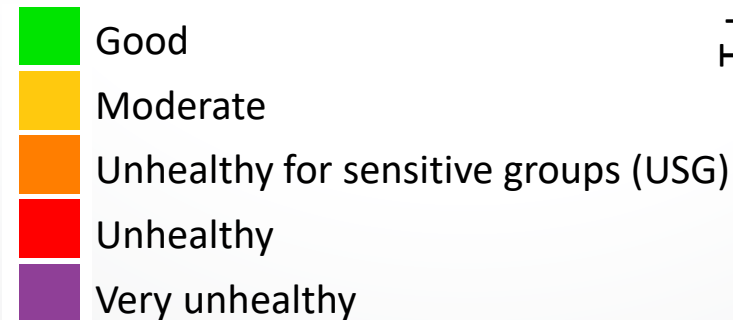 Good
Moderate
Unhealthy for sensitive groups (USG)
Unhealthy
Very unhealthy